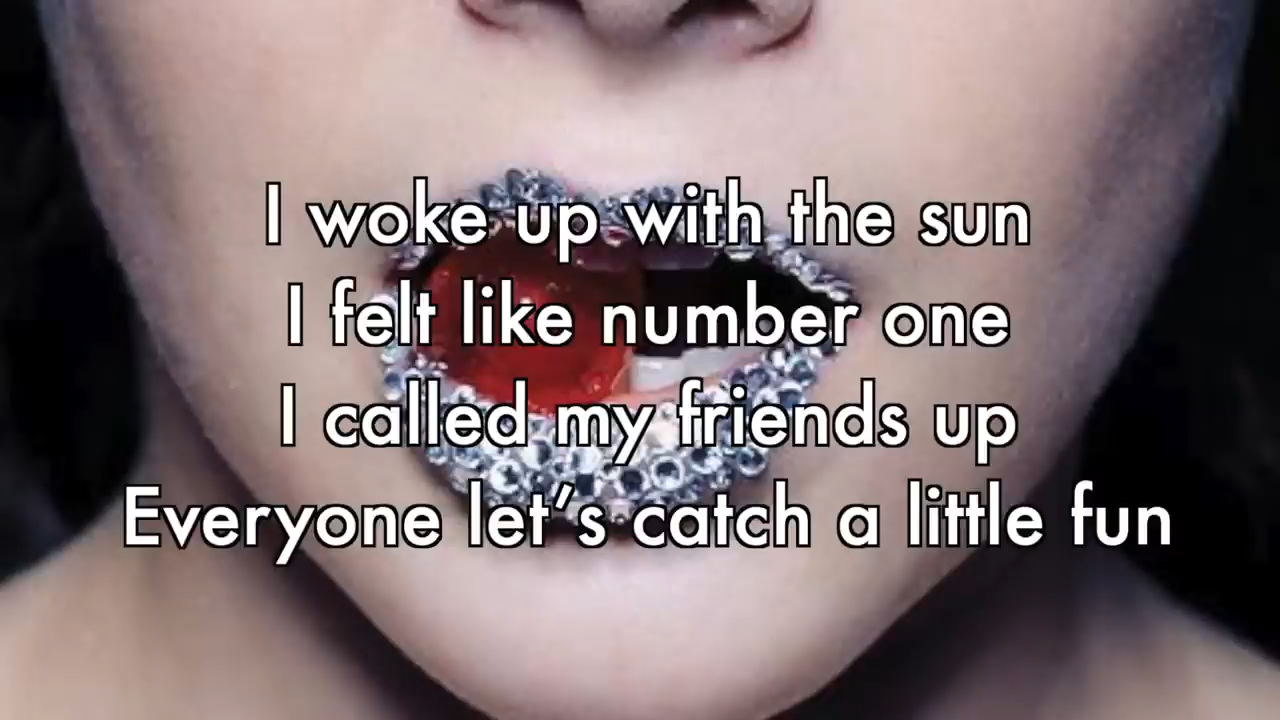 I woke up with the sun
I felt like number one
I called my friends up
Everyone let’s catch a little fun